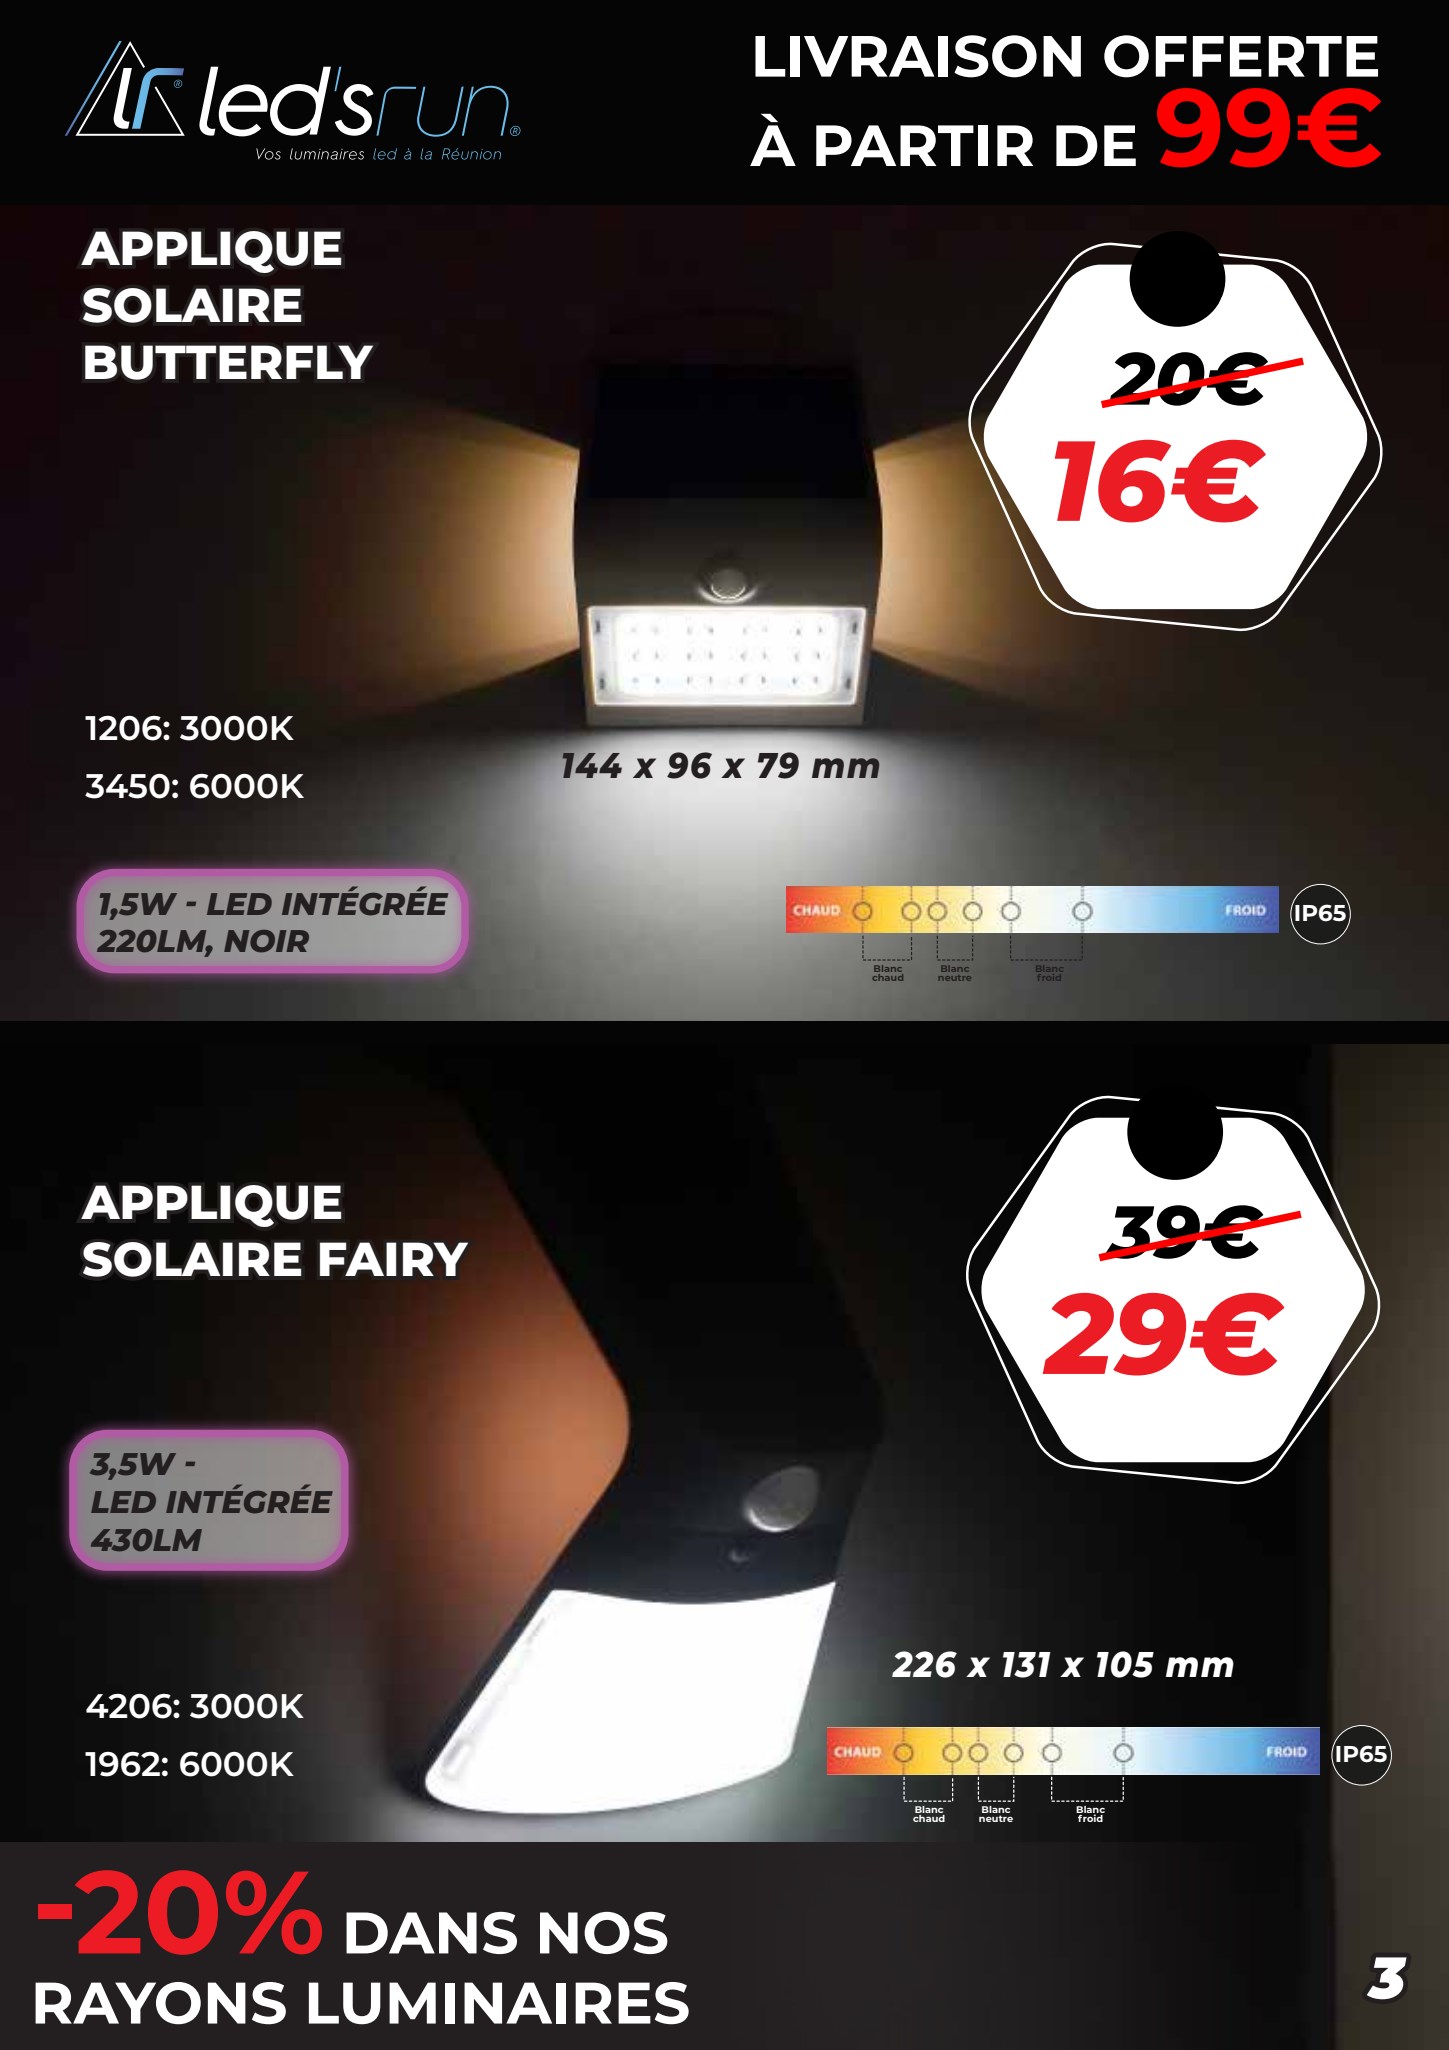 led'srun®
Vos luminaires led à la Réunion
LIVRAISON OFFERTE
À PARTIR DE 99€
APPLIQUE
SOLAIRE
BUTTERFLY
20€
16€
1206: 3000K
3450: 6000K
144 x 96 x 79 mm
1,5W - LED INTÉGRÉE
220LM, NOIR
CHAUD FROID IP65
Blanc chaud
Blanc neutre
Blanc froid
APPLIQUE
SOLAIRE FAIRY
39€
29€
3,5W -
LED INTÉGRÉE
430LM
226 x 131 x 105 mm
4206: 3000K
1962: 6000K
CHAUD FROID IP65
Blanc chaud
Blanc neutre
Blanc froid
-20% DANS NOS
RAYONS LUMINAIRES
3